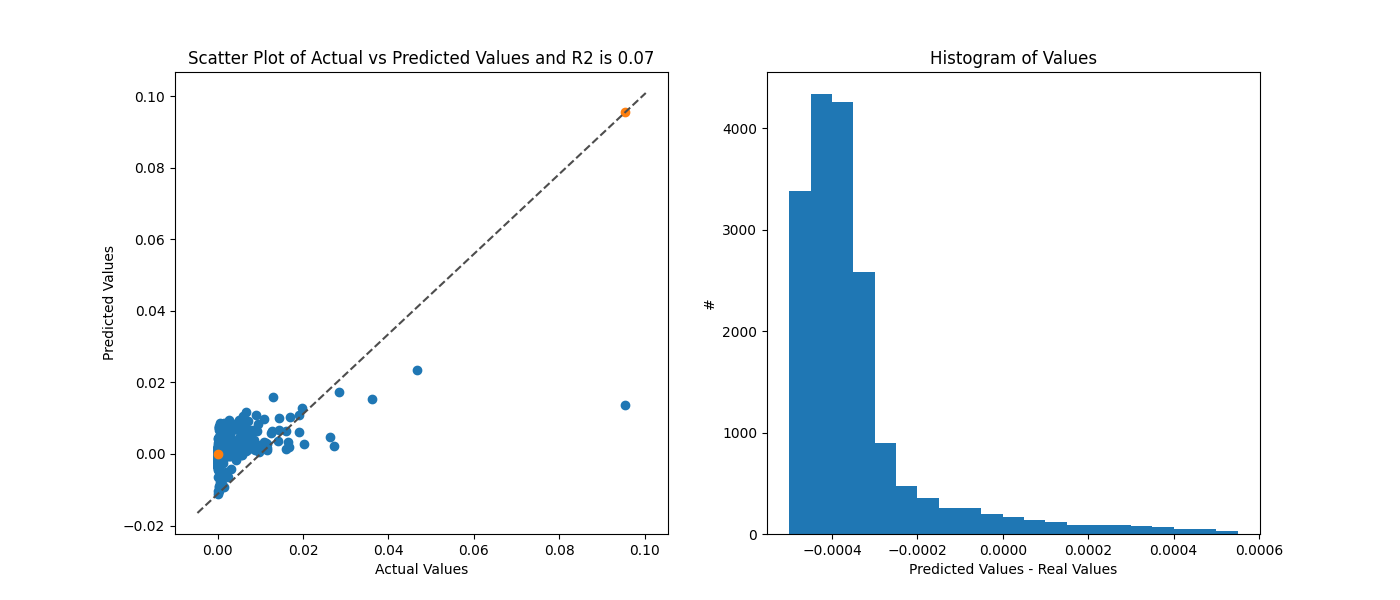 Scatter Plot of Actual vs Predicted Values and R2 is 0.07
0.10
0.08
0.06
0.04
0.02
0.00
−0.02
Predicted Values
0.00 0.02 0.04 0.06 0.08 0.10
Actual Values
Histogram of Values
4000
3000
2000
1000
0
#
−0.0004 −0.0002 0.0000 0.0002 0.0004 0.0006
Predicted Values - Real Values